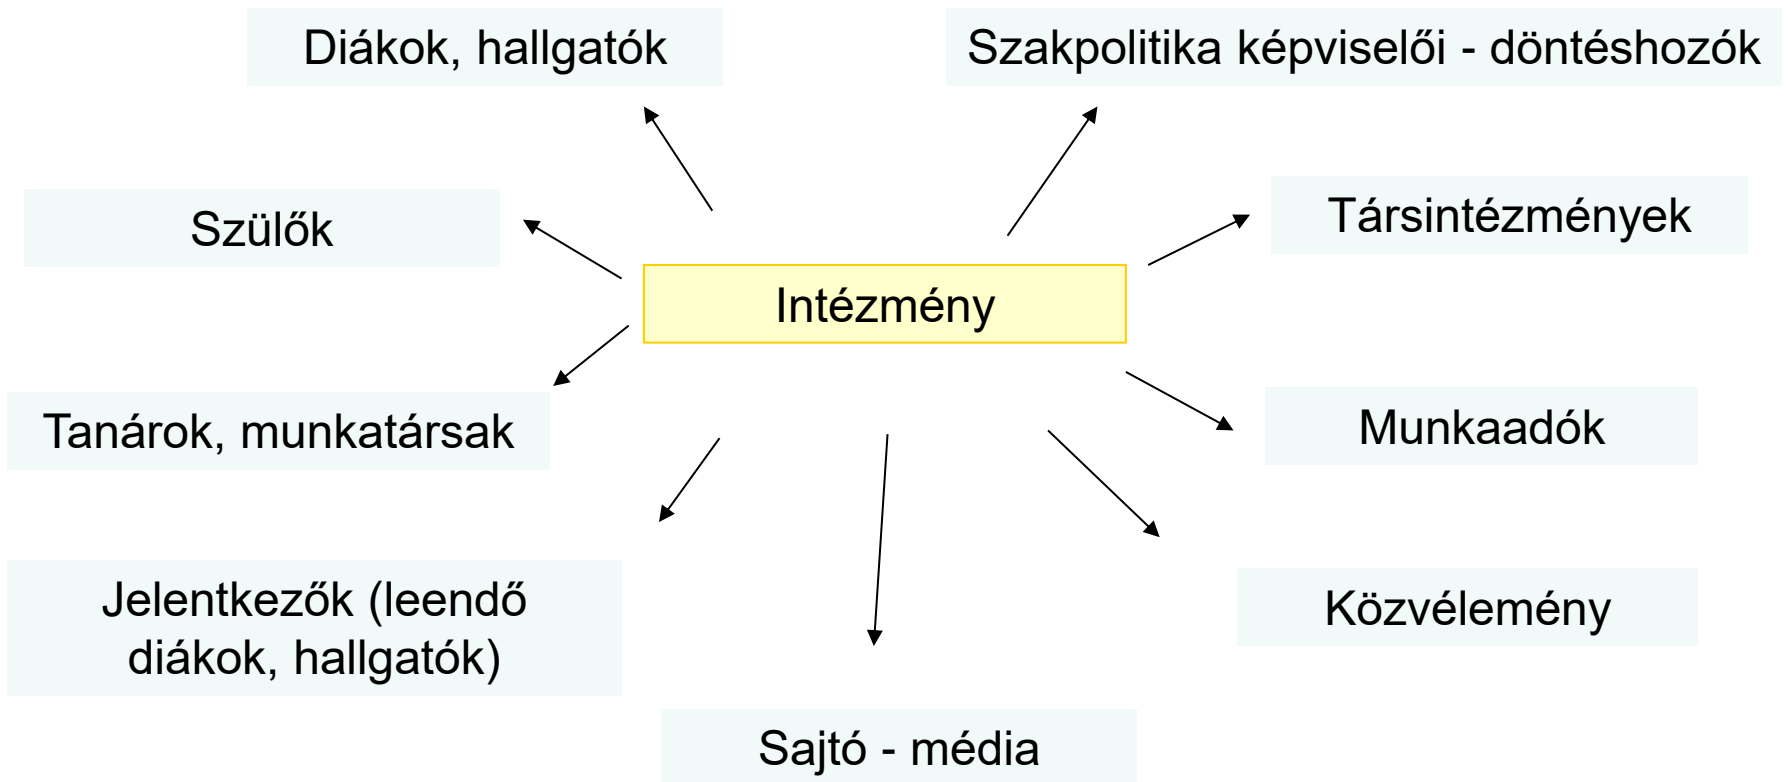 Diákok, hallgatók
Szakpolitika képviselői - döntéshozók
Szülők
Társintézmények
Intézmény
Tanárok, munkatársak
Munkaadók
Jelentkezők (leendő
diákok, hallgatók)
Közvélemény
Sajtó - média